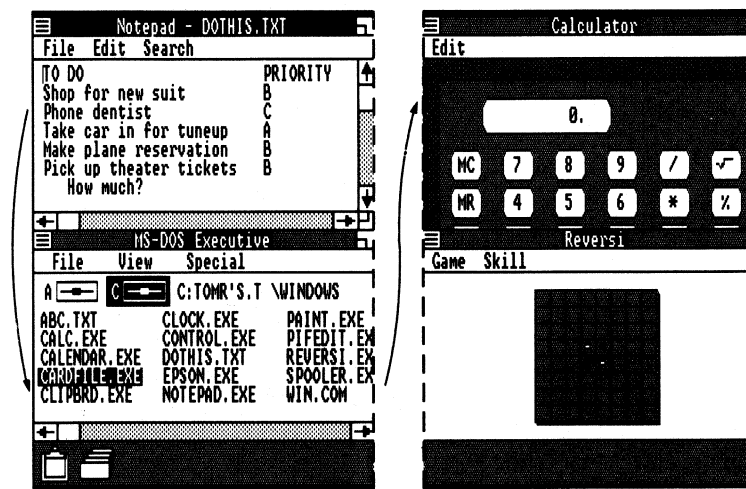 Notepad - DOTHIS.TXT
File Edit Search
TO DO PRIORITY
Shop for new suit B
Phone dentist C
Take car in for tuneup A
Make plane reservation B
Pick up theater tickets B
How much?
MS-DOS Executive
File View Special
A C C:TOMR'S.T \WINDOWS
ABC.TXT CLOCK.EXE PAINT.EXE
CALC.EXE CONTROL.EXE PIFEDIT.EX
CALENDAR.EXE DOTHIS.TXT REVERSI.EX
CARDFILE.EXE EPSON.EXE SPOOLER.EX
CLIPBRD.EXE NOTEPAD.EXE WIN.COM
Calculator
Edit
0.
MC 7 8 9 / √
MR 4 5 6 * %
Reversi
Game Skill